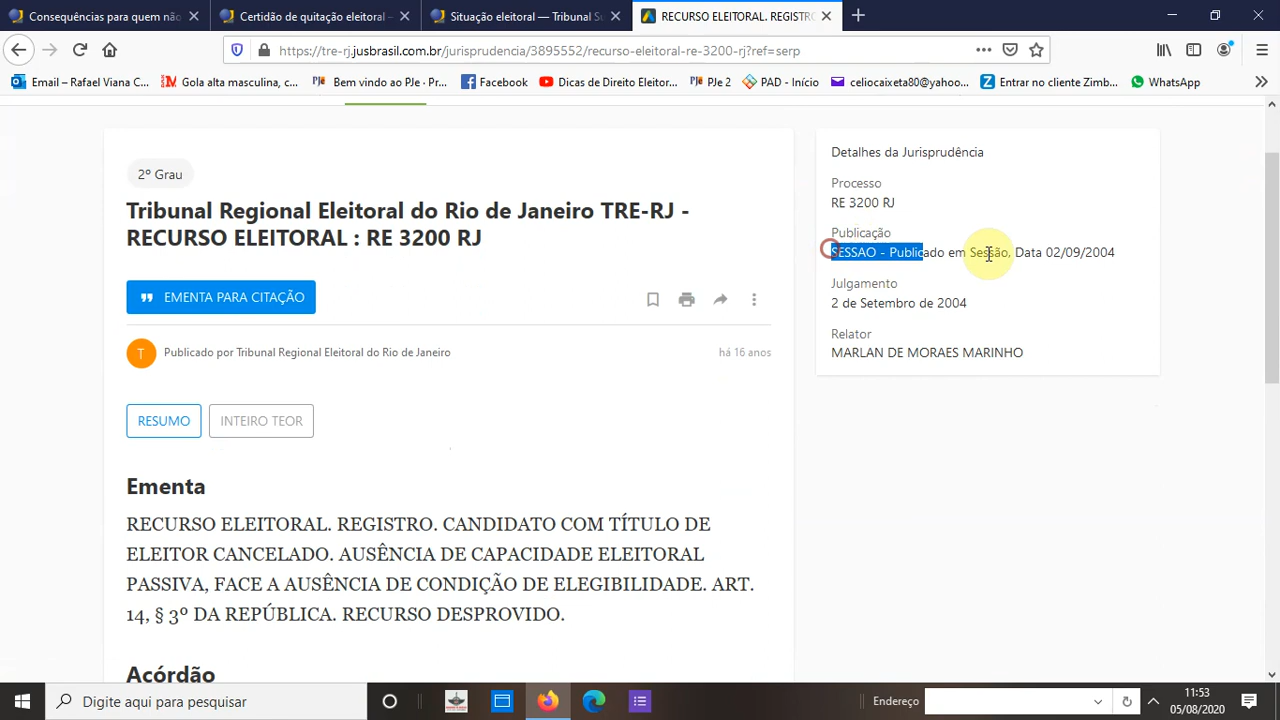 Consequências para quem não
Certidão de quitação eleitoral –
Situação eleitoral — Tribunal Su
RECURSO ELEITORAL. REGISTRO
https://tre-rj.jusbrasil.com.br/jurisprudencia/3895552/recurso-eleitoral-re-3200-rj?ref=serp
Email – Rafael Viana C...
Gola alta masculina, c...
Bem vindo ao PJe · Pr...
Facebook
Dicas de Direito Eleitor...
PJe 2
PAD - Início
celiocaixeta80@yahoo...
Entrar no cliente Zimb...
WhatsApp
2º Grau
Tribunal Regional Eleitoral do Rio de Janeiro TRE-RJ -
RECURSO ELEITORAL : RE 3200 RJ
EMENTA PARA CITAÇÃO
T
Publicado por Tribunal Regional Eleitoral do Rio de Janeiro
há 16 anos
RESUMO
INTEIRO TEOR
Ementa
RECURSO ELEITORAL. REGISTRO. CANDIDATO COM TÍTULO DE
ELEITOR CANCELADO. AUSÊNCIA DE CAPACIDADE ELEITORAL
PASSIVA, FACE A AUSÊNCIA DE CONDIÇÃO DE ELEGIBILIDADE. ART.
14, § 3º DA REPÚBLICA. RECURSO DESPROVIDO.
Acórdão
Detalhes da Jurisprudência
Processo
RE 3200 RJ
Publicação
SESSAO - Publicado em Sessão, Data 02/09/2004
Julgamento
2 de Setembro de 2004
Relator
MARLAN DE MORAES MARINHO
Digite aqui para pesquisar
Endereço
11:53
05/08/2020